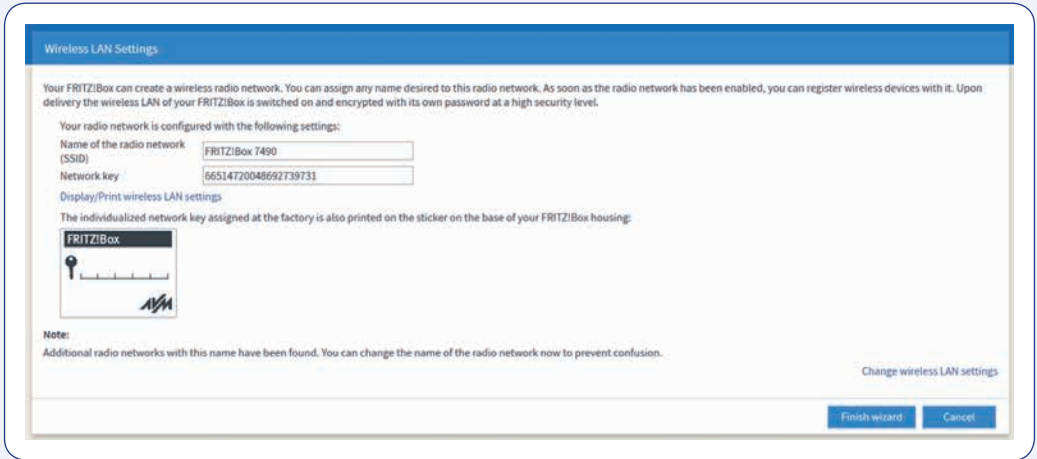 Wireless LAN Settings
Your FRITZ!Box can create a wireless radio network. You can assign any name desired to this radio network. As soon as the radio network has been enabled, you can register wireless devices with it. Upon
delivery the wireless LAN of your FRITZ!Box is switched on and encrypted with its own password at a high security level.
Your radio network is configured with the following settings:
Name of the radio network
(SSID)
FRITZ!Box 7490
Network key
66514720048692739731
Display/Print wireless LAN settings
The individualized network key assigned at the factory is also printed on the sticker on the base of your FRITZ!Box housing:
FRITZ!Box
AVM
Note:
Additional radio networks with this name have been found. You can change the name of the radio network now to prevent confusion.
Change wireless LAN settings
Finish wizard
Cancel